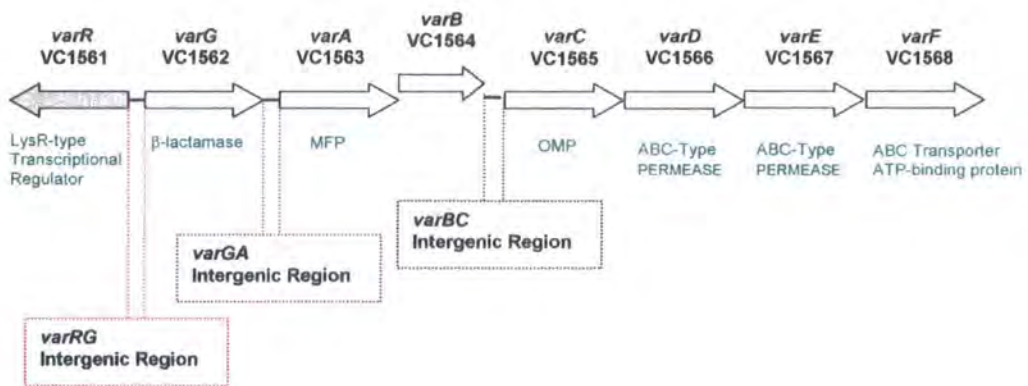 varR
VC1561
varG
VC1562
varA
VC1563
varB
VC1564
varC
VC1565
varD
VC1566
varE
VC1567
varF
VC1568
LysR-type
Transcriptional
Regulator
β-lactamase
MFP
OMP
ABC-Type
PERMEASE
ABC-Type
PERMEASE
ABC Transporter
ATP-binding protein
varBC
Intergenic Region
varGA
Intergenic Region
varRG
Intergenic Region